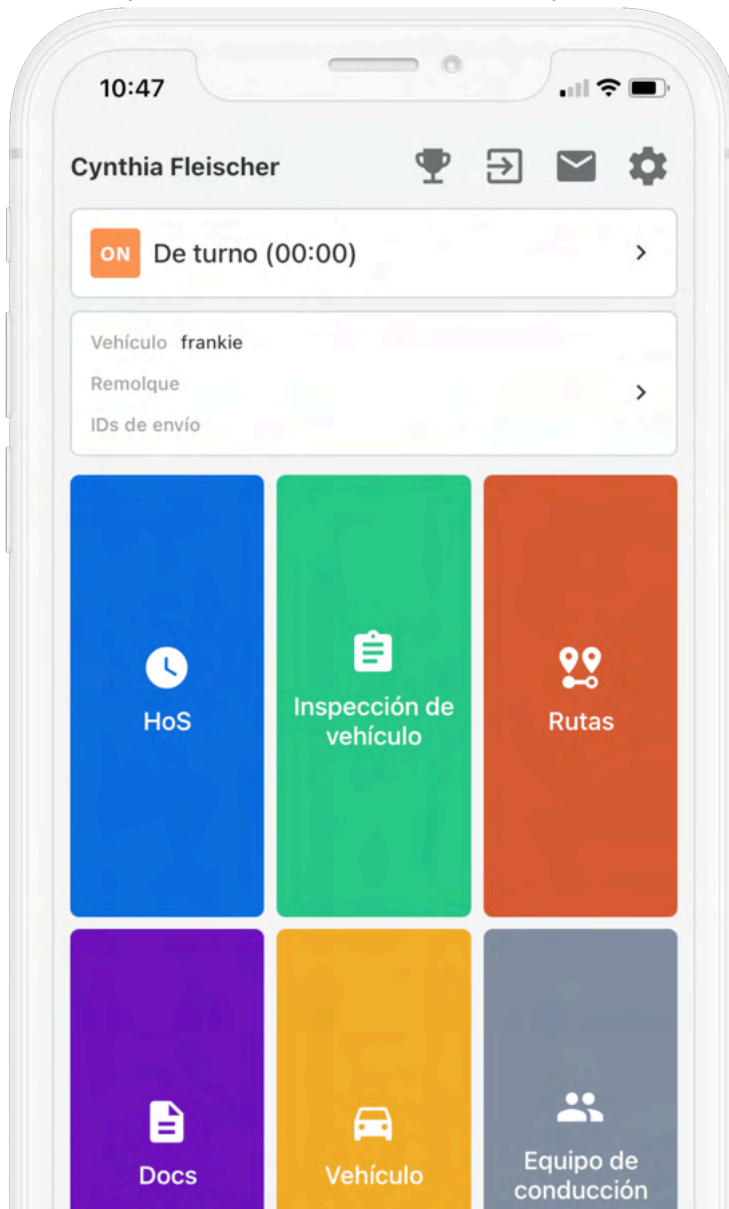 10:47
Cynthia Fleischer
ON De turno (00:00)
Vehículo frankie
Remolque
IDs de envío
HoS
Inspección de
vehículo
Rutas
Docs
Vehículo
Equipo de
conducción